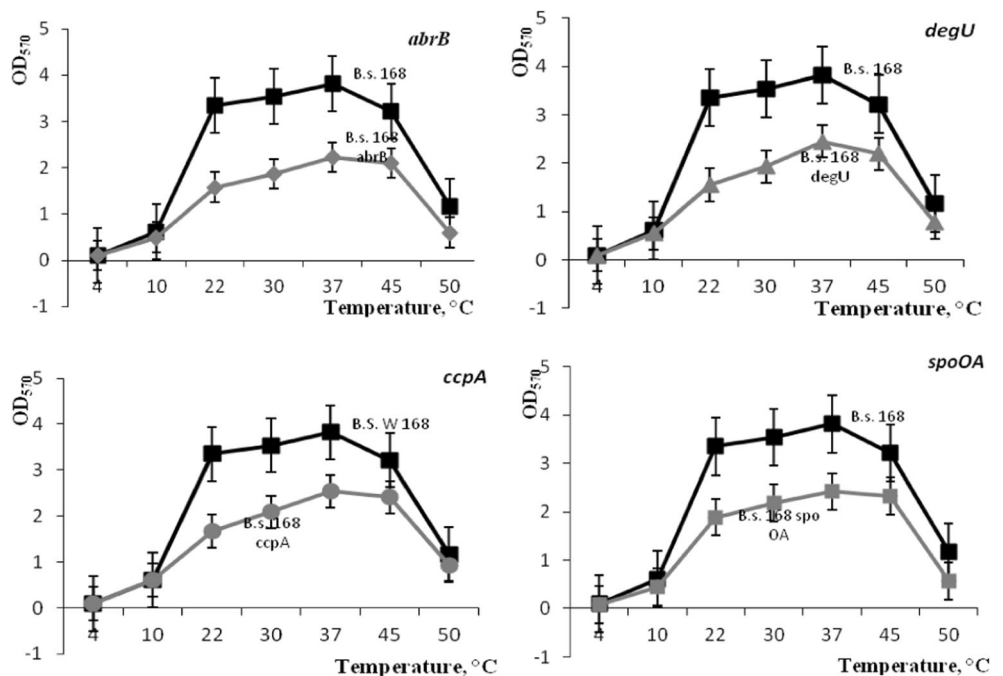 abrB
OD570
5
4
3
2
1
0
-1
B.s. 168
B.s. 168
abrB
4 10 22 30 37 45 50
Temperature, °C
degU
OD570
5
4
3
2
1
0
-1
B.s. 168
B.s. 168
degU
4 10 22 30 37 45 50
Temperature, °C
ccpA
OD570
5
4
3
2
1
0
-1
B.S. W 168
B.s. 168
ccpA
4 10 22 30 37 45 50
Temperature, °C
spoOA
OD570
5
4
3
2
1
0
-1
B.s. 168
B.s. 168 spo
OA
4 10 22 30 37 45 50
Temperature, °C